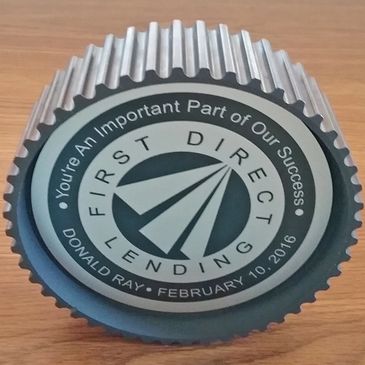 • You're An Important Part of Our Success •
FIRST DIRECT
LENDING
DONALD RAY • FEBRUARY 10, 2016